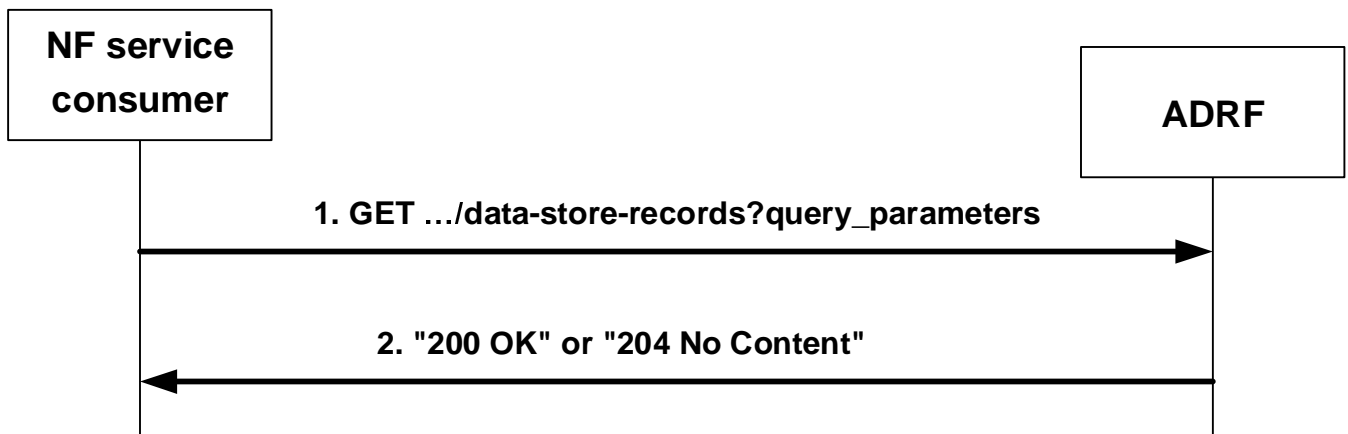 NF service
consumer
ADRF
1. GET …/data-store-records?query_parameters
2. "200 OK" or "204 No Content"